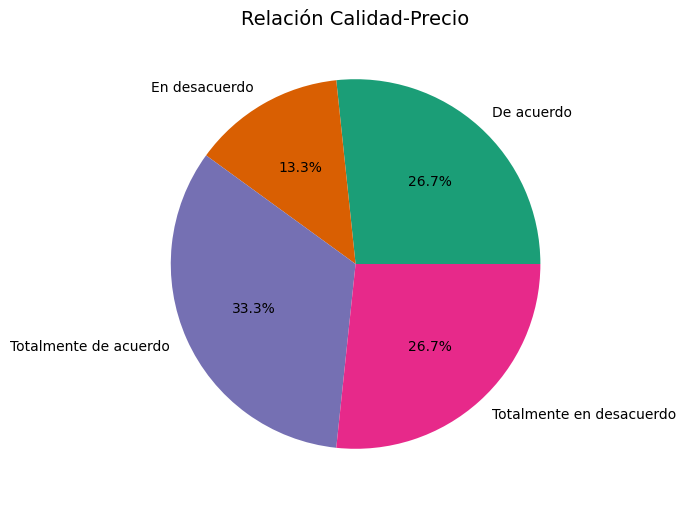 Relación Calidad-Precio
En desacuerdo
De acuerdo
13.3%
26.7%
33.3%
Totalmente de acuerdo
26.7%
Totalmente en desacuerdo